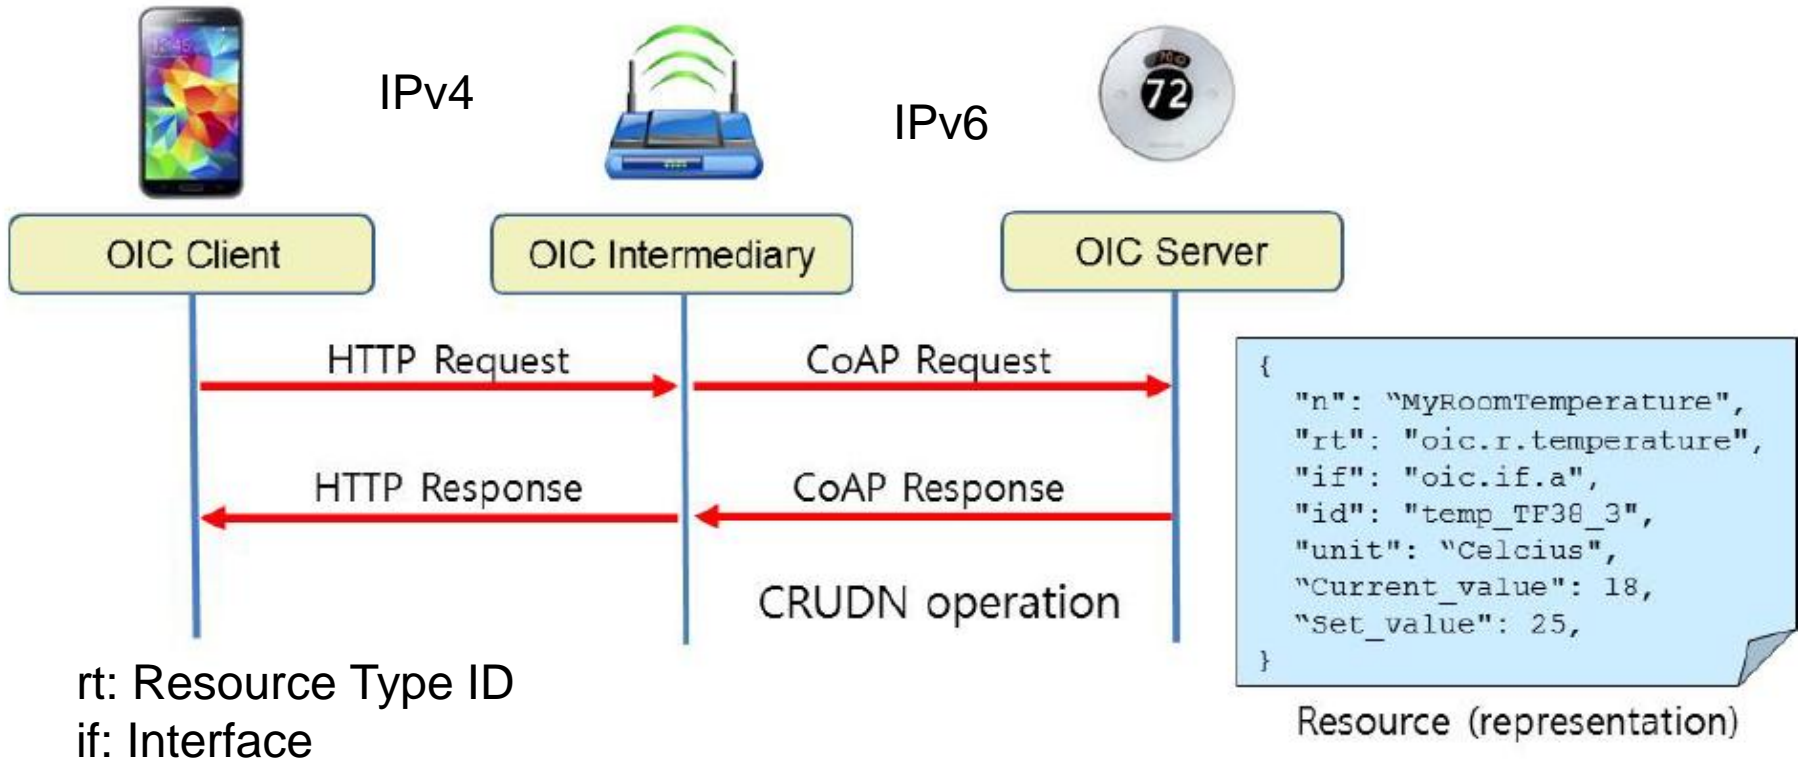 IPv4
IPv6
72
OIC Client
OIC Intermediary
OIC Server
HTTP Request
CoAP Request
HTTP Response
CoAP Response
CRUDN operation
{
"n": “MyRoomTemperature",
"rt": "oic.r.temperature",
"if": "oic.if.a",
"id": "temp_TF38_3",
"unit": “Celcius",
“Current_value": 18,
“Set_value": 25,
}
Resource (representation)
rt: Resource Type ID
if: Interface